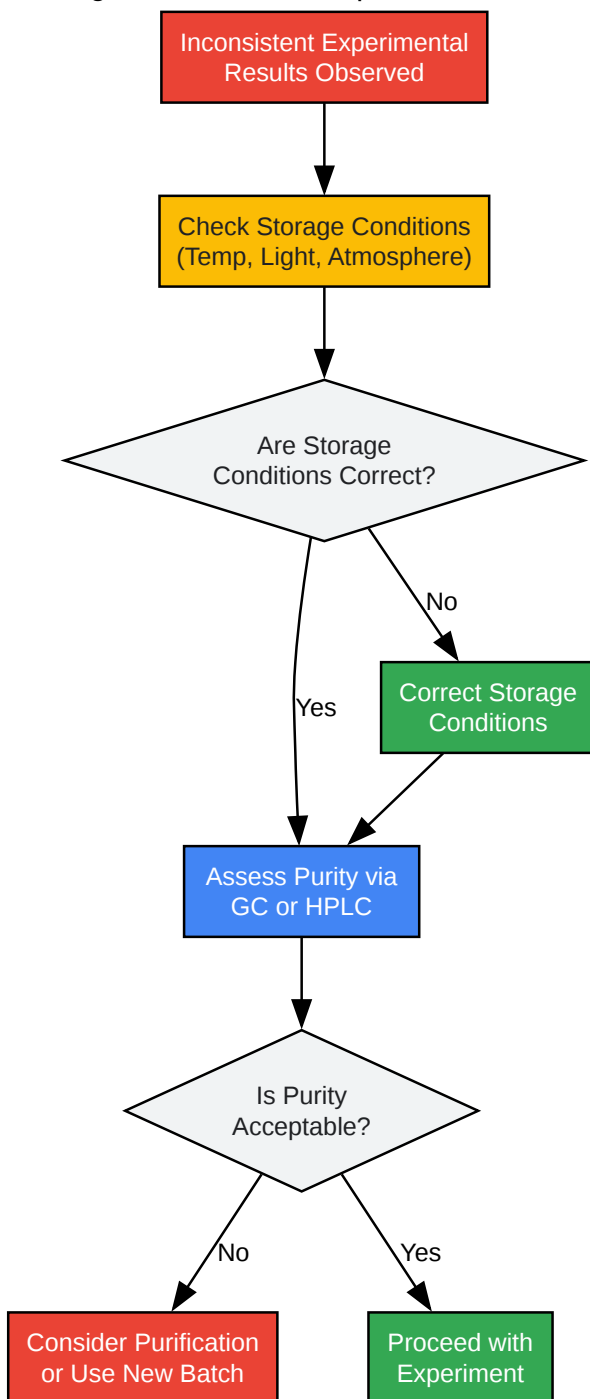 Inconsistent Experimental
Results Observed
Check Storage Conditions
(Temp, Light, Atmosphere)
Are Storage
Conditions Correct?
No
Yes
Correct Storage
Conditions
Assess Purity via
GC or HPLC
Is Purity
Acceptable?
No
Yes
Consider Purification
or Use New Batch
Proceed with
Experiment